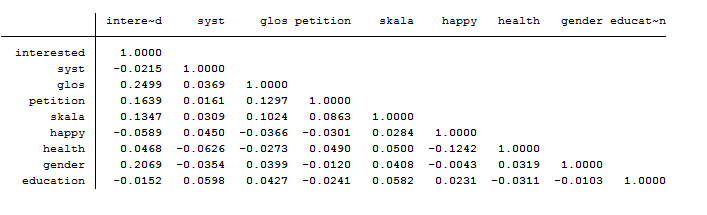 intere~d syst glos petition skala happy health gender educat~n
interested 1.0000
syst -0.0215 1.0000
glos 0.2499 0.0369 1.0000
petition 0.1639 0.0161 0.1297 1.0000
skala 0.1347 0.0309 0.1024 0.0863 1.0000
happy -0.0589 0.0450 -0.0366 -0.0301 0.0284 1.0000
health 0.0468 -0.0626 -0.0273 0.0490 0.0500 -0.1242 1.0000
gender 0.2069 -0.0354 0.0399 -0.0120 0.0408 -0.0043 0.0319 1.0000
education -0.0152 0.0598 0.0427 -0.0241 0.0582 0.0231 -0.0311 -0.0103 1.0000